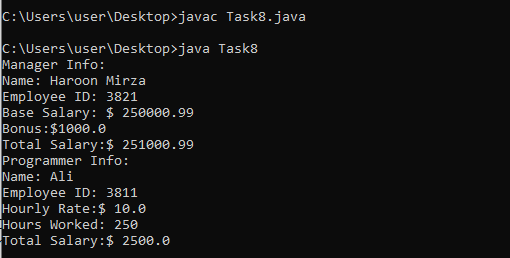 C:\Users\user\Desktop>javac Task8.java
C:\Users\user\Desktop>java Task8
Manager Info:
Name: Haroon Mirza
Employee ID: 3821
Base Salary: $ 250000.99
Bonus:$1000.0
Total Salary:$ 251000.99
Programmer Info:
Name: Ali
Employee ID: 3811
Hourly Rate:$ 10.0
Hours Worked: 250
Total Salary:$ 2500.0